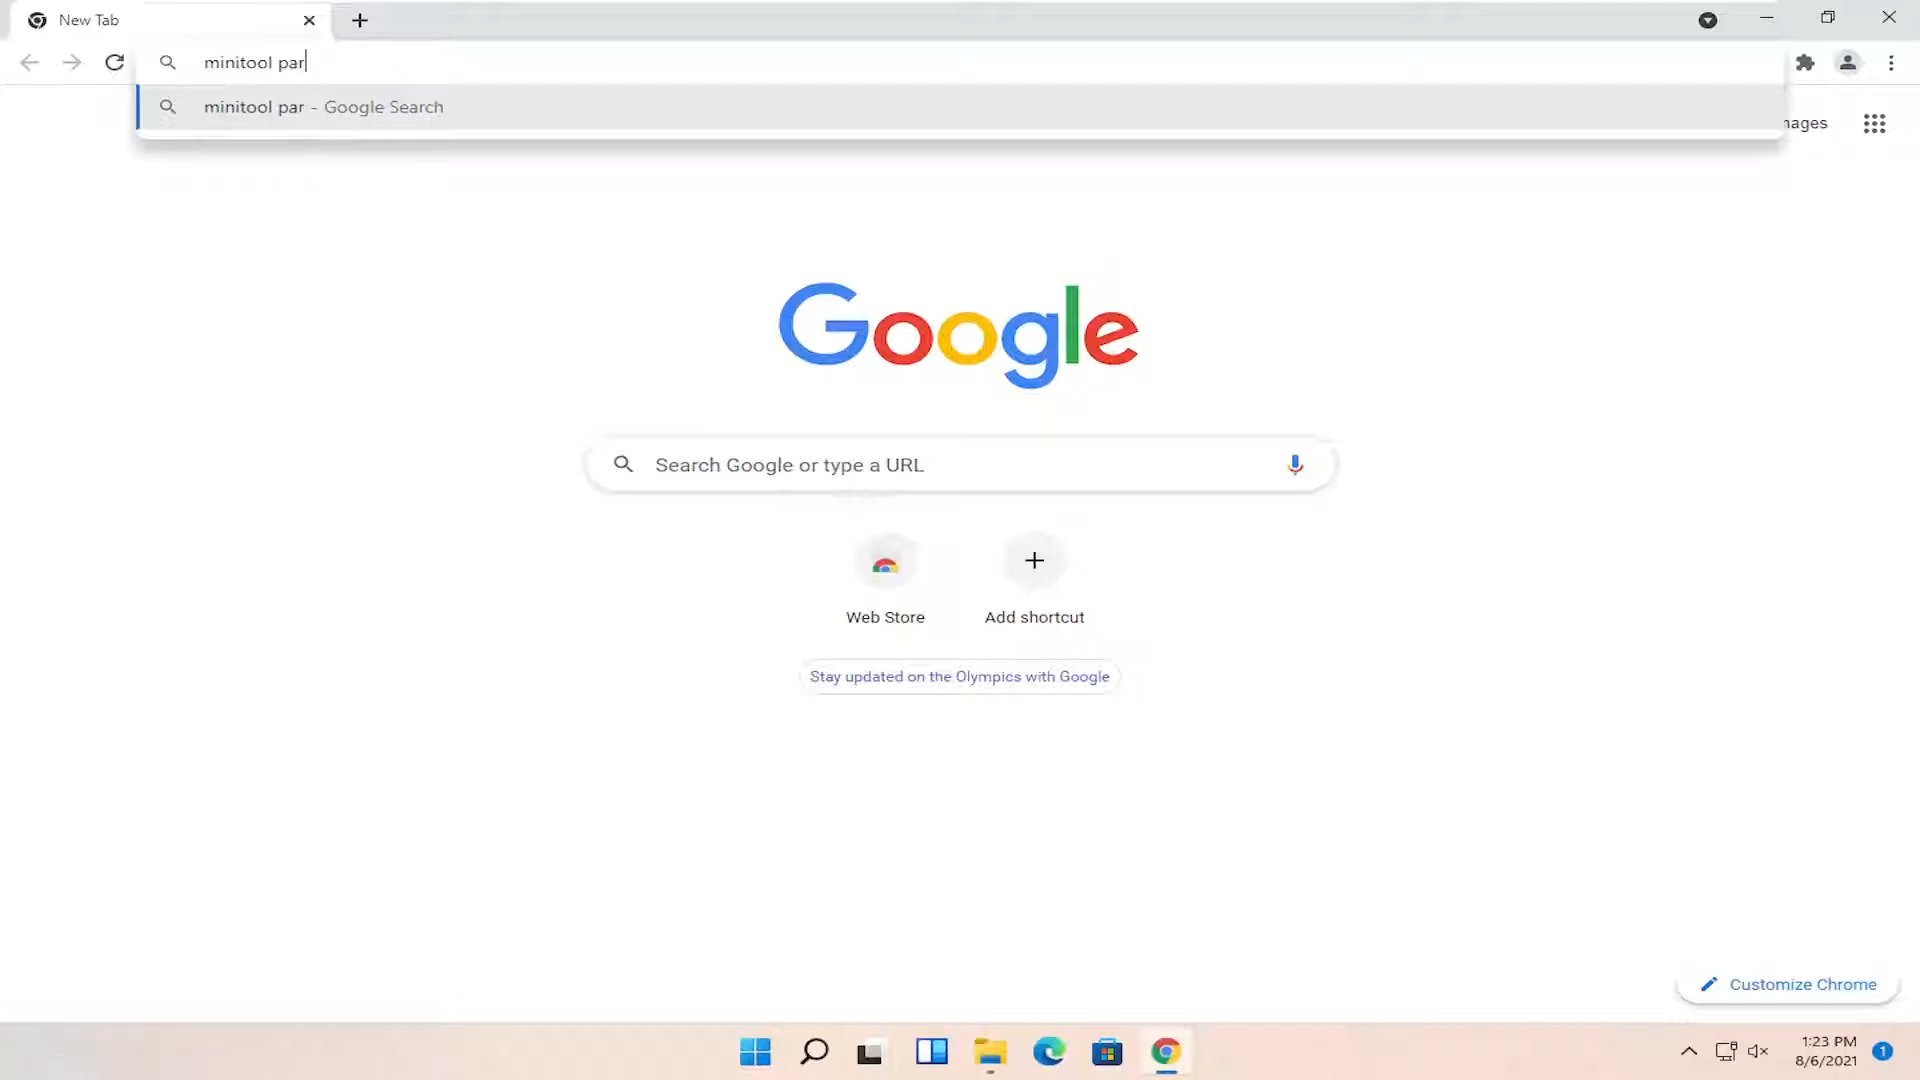 New Tab
minitool par
minitool par - Google Search
mages
Google
Search Google or type a URL
Web Store
Add shortcut
Stay updated on the Olympics with Google
Customize Chrome
1:23 PM
8/6/2021
1